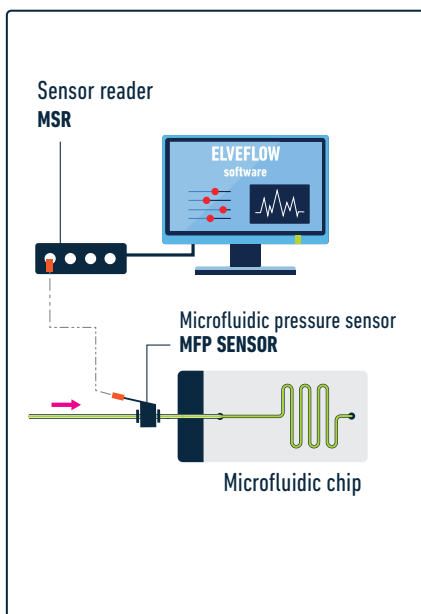 Sensor reader
MSR
ELVEFLOW
software
Microfluidic pressure sensor
MFP SENSOR
Microfluidic chip